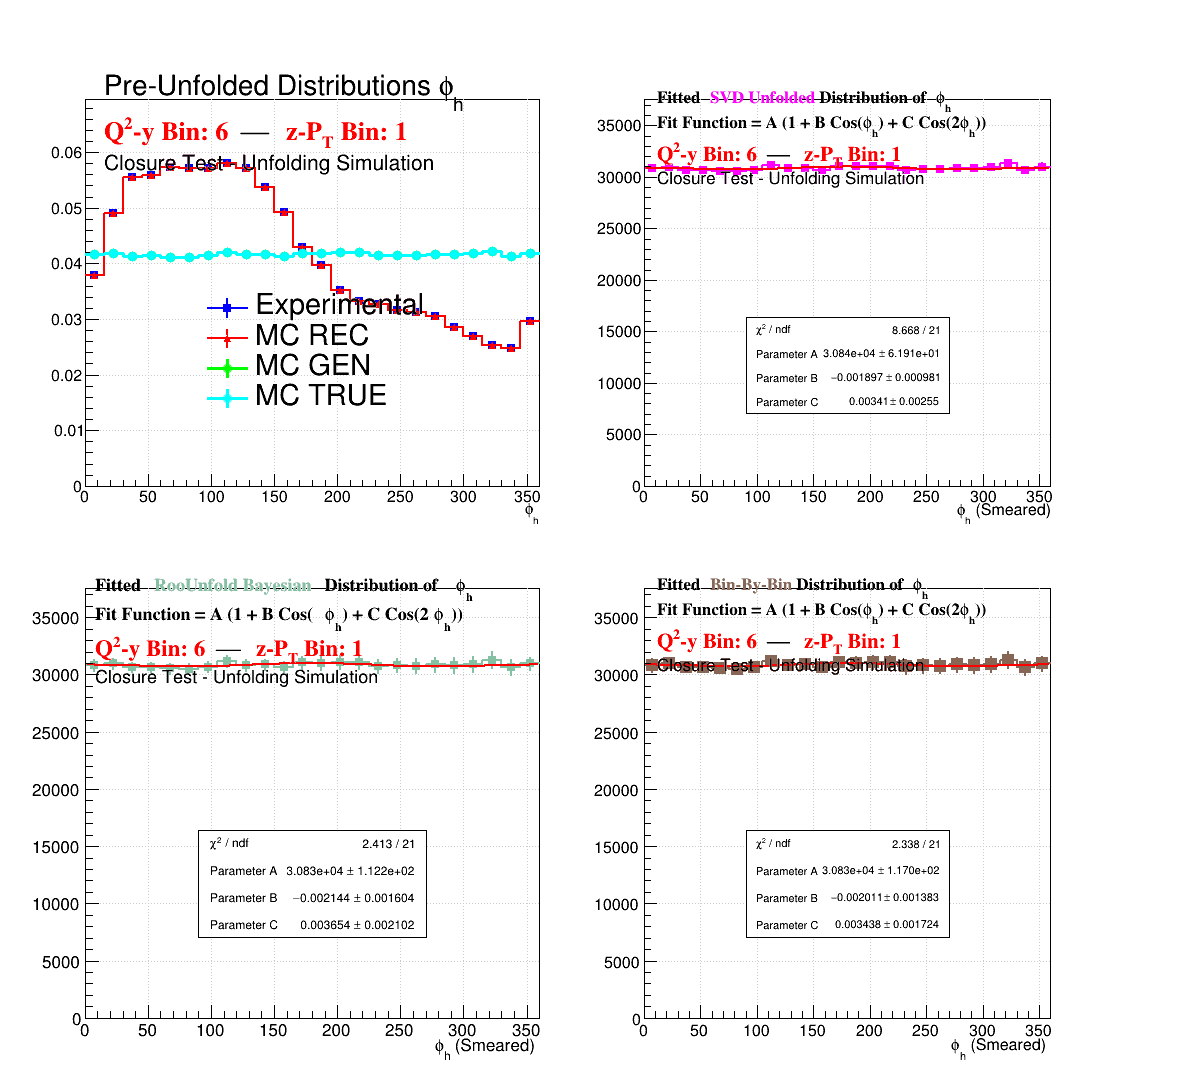 Pre-Unfolded Distributions ϕh
Q2-y Bin: 6 — z-PT Bin: 1
Closure Test - Unfolding Simulation
0.06
0.05
0.04
0.03
0.02
0.01
0
Experimental
MC REC
MC GEN
MC TRUE
0 50 100 150 200 250 300 350
ϕh
Fitted SVD Unfolded Distribution of ϕh
Fit Function = A (1 + B Cos(ϕh) + C Cos(2ϕh))
Q2-y Bin: 6 — z-PT Bin: 1
Closure Test - Unfolding Simulation
35000
30000
25000
20000
15000
10000
5000
0
χ2 / ndf 8.668 / 21
Parameter A 3.084e+04 ± 6.191e+01
Parameter B −0.001897 ± 0.000981
Parameter C 0.00341 ± 0.00255
0 50 100 150 200 250 300 350
ϕh (Smeared)
Fitted RooUnfold Bayesian Distribution of ϕh
Fit Function = A (1 + B Cos( ϕh) + C Cos(2 ϕh))
Q2-y Bin: 6 — z-PT Bin: 1
Closure Test - Unfolding Simulation
35000
30000
25000
20000
15000
10000
5000
0
χ2 / ndf 2.413 / 21
Parameter A 3.083e+04 ± 1.122e+02
Parameter B −0.002144 ± 0.001604
Parameter C 0.003654 ± 0.002102
0 50 100 150 200 250 300 350
ϕh (Smeared)
Fitted Bin-By-Bin Distribution of ϕh
Fit Function = A (1 + B Cos(ϕh) + C Cos(2ϕh))
Q2-y Bin: 6 — z-PT Bin: 1
Closure Test - Unfolding Simulation
35000
30000
25000
20000
15000
10000
5000
0
χ2 / ndf 2.338 / 21
Parameter A 3.083e+04 ± 1.170e+02
Parameter B −0.002011 ± 0.001383
Parameter C 0.003438 ± 0.001724
0 50 100 150 200 250 300 350
ϕh (Smeared)